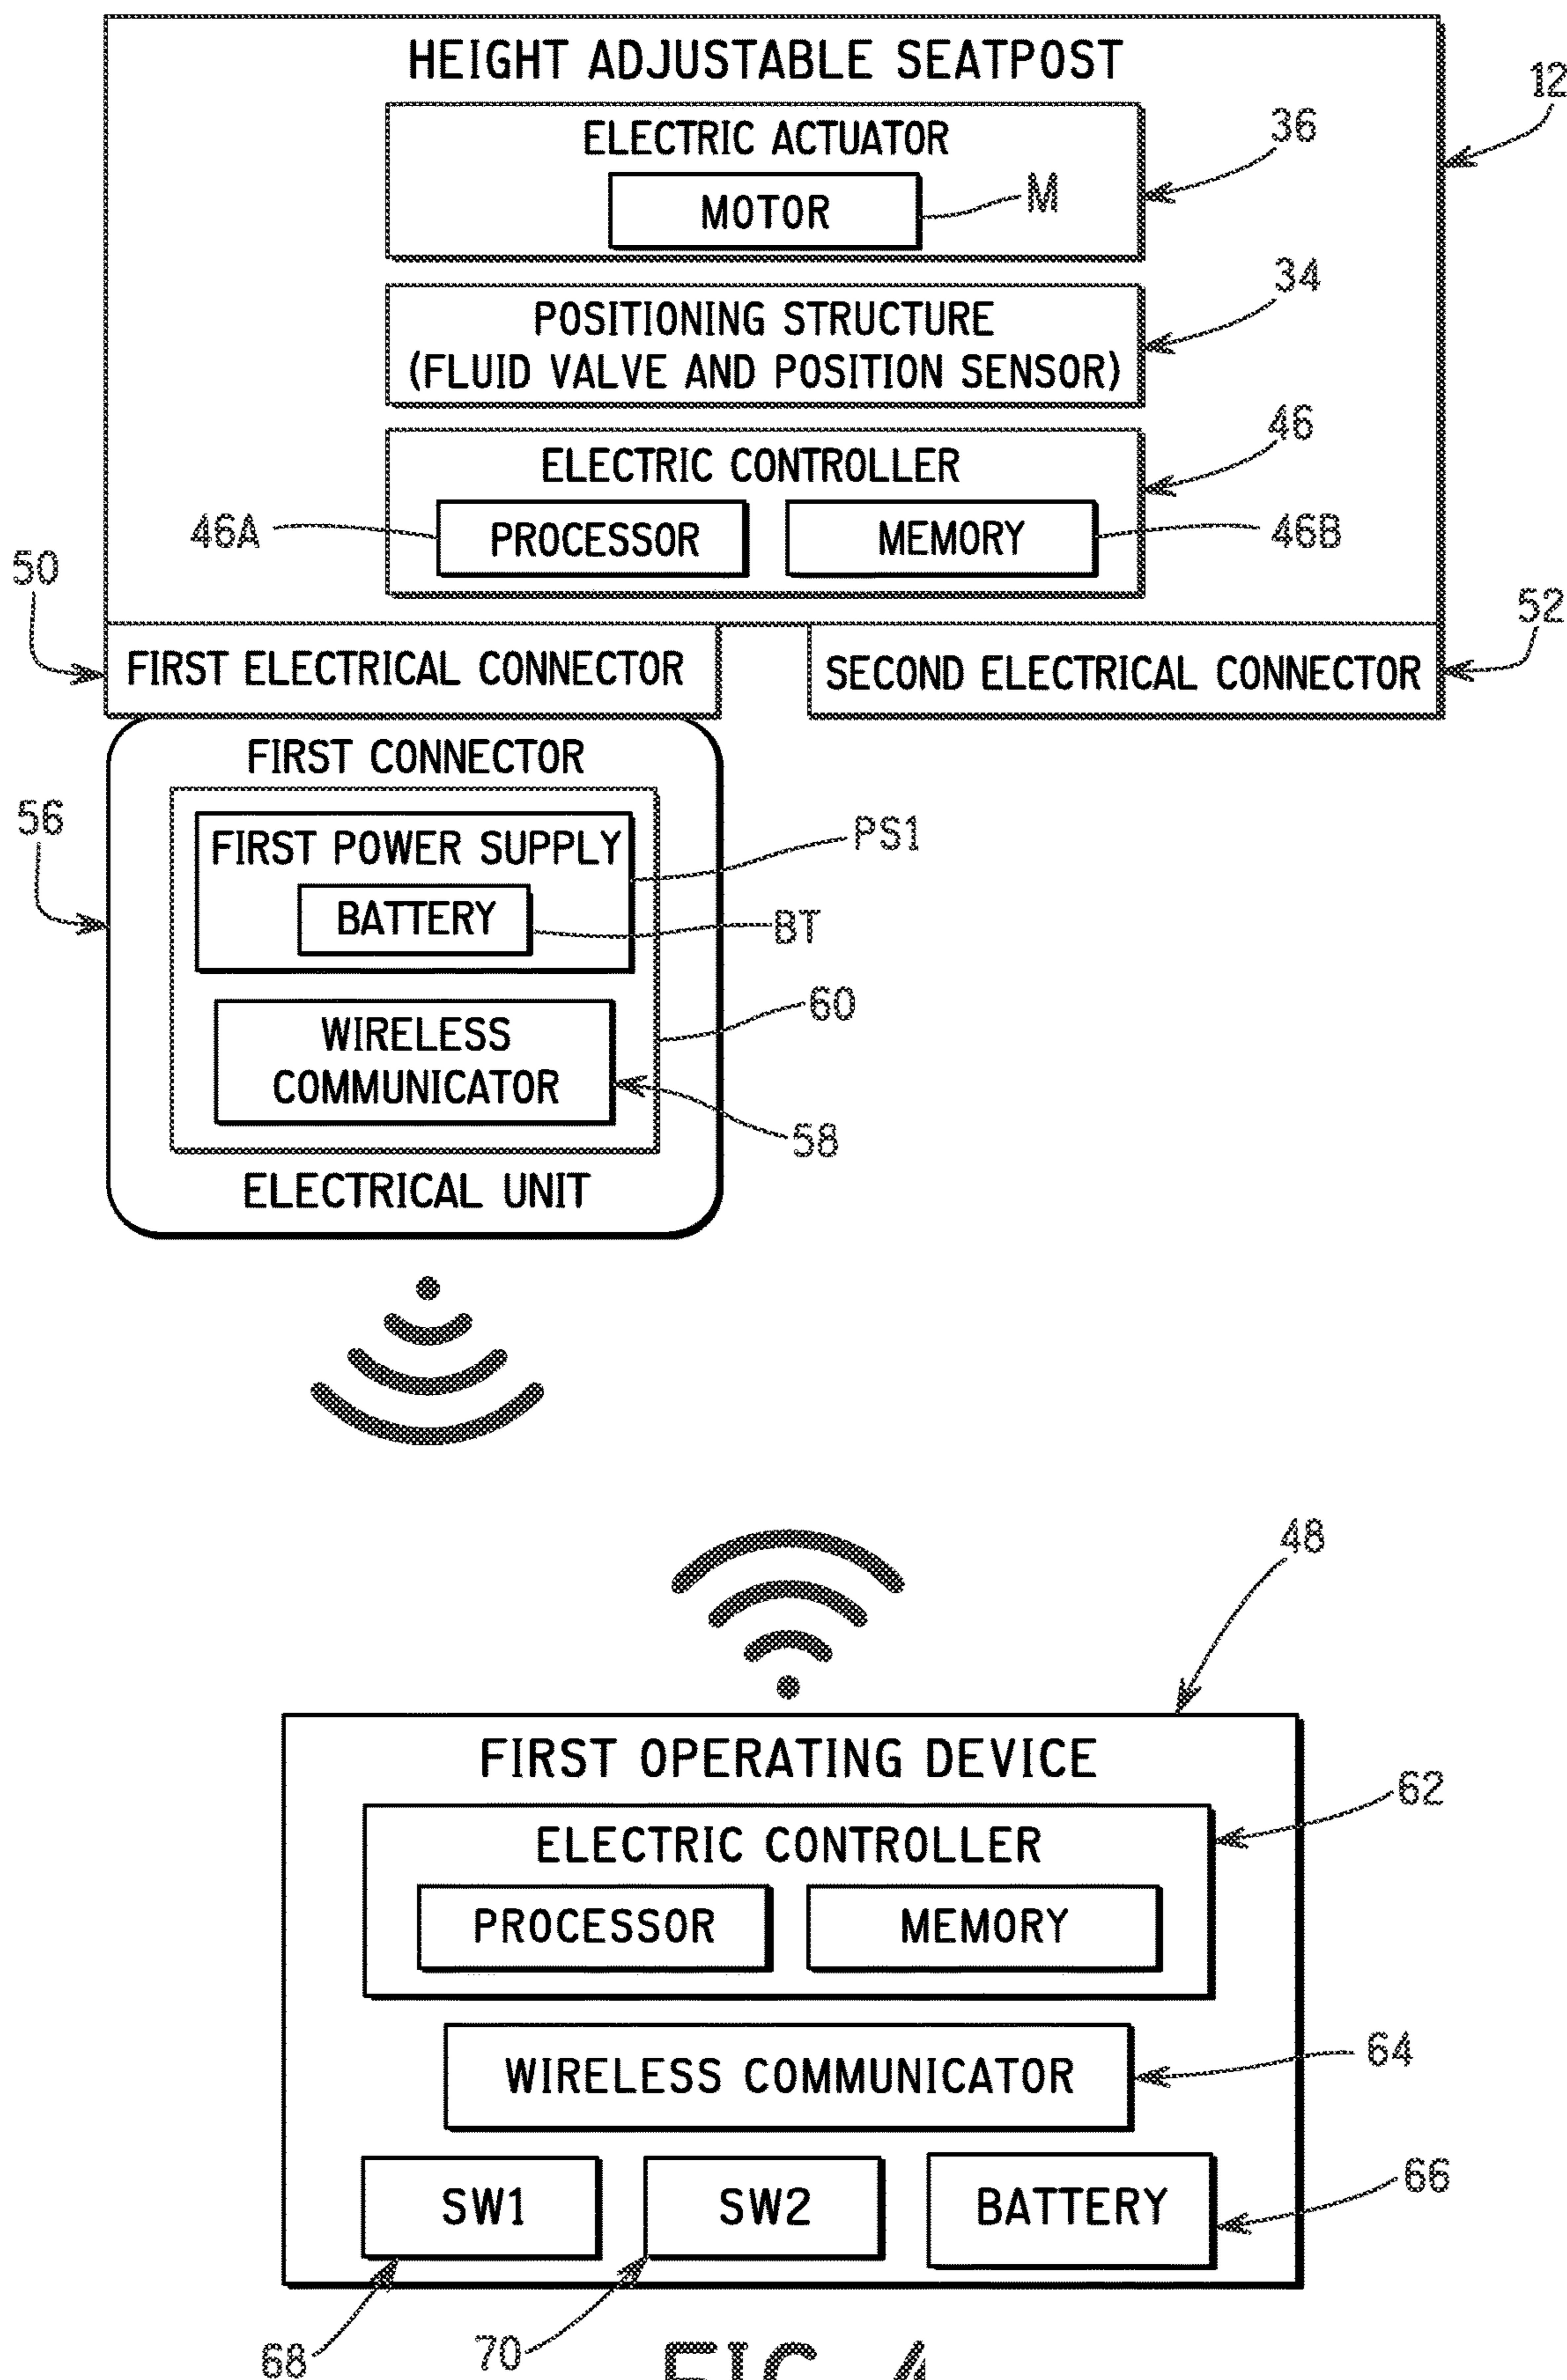 HEIGHT ADJUSTABLE SEATPOST
12
ELECTRIC ACTUATOR
36
MOTOR
M
34
POSITIONING STRUCTURE
(FLUID VALVE AND POSITION SENSOR)
46
ELECTRIC CONTROLLER
46A
PROCESSOR
MEMORY
46B
50
52
FIRST ELECTRICAL CONNECTOR
SECOND ELECTRICAL CONNECTOR
FIRST CONNECTOR
56
FIRST POWER SUPPLY
PS1
BATTERY
BT
60
WIRELESS
COMMUNICATOR
58
ELECTRICAL UNIT
48
FIRST OPERATING DEVICE
62
ELECTRIC CONTROLLER
PROCESSOR
MEMORY
64
WIRELESS COMMUNICATOR
66
SW1
SW2
BATTERY
68
70
FIG. 4